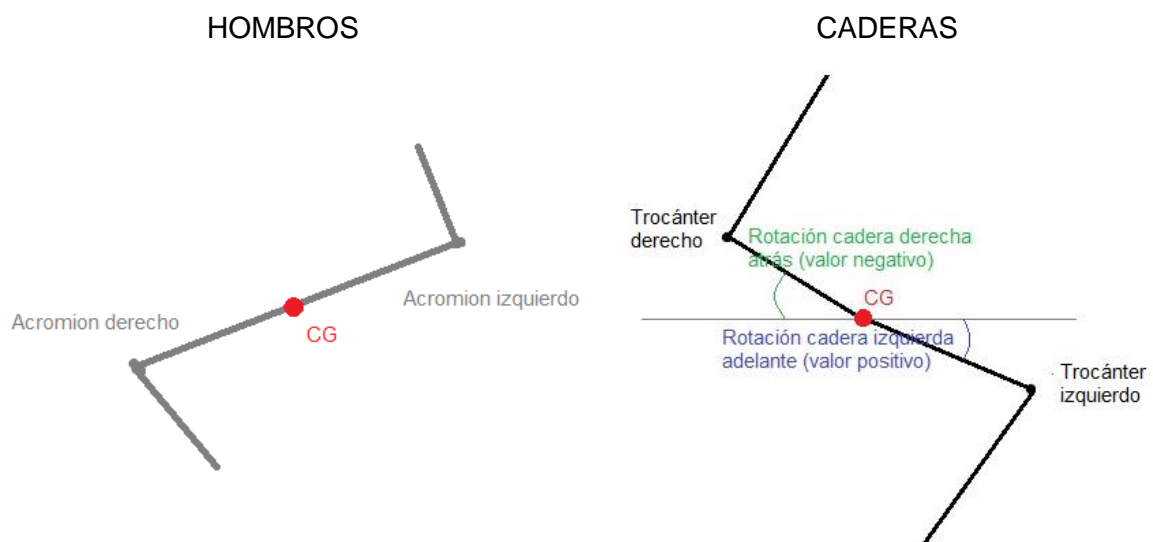 HOMBROS
CADERAS
Acromion derecho
CG
Acromion izquierdo
Trocánter
derecho
Rotación cadera derecha
atrás (valor negativo)
CG
Rotación cadera izquierda
adelante (valor positivo)
Trocánter
izquierdo